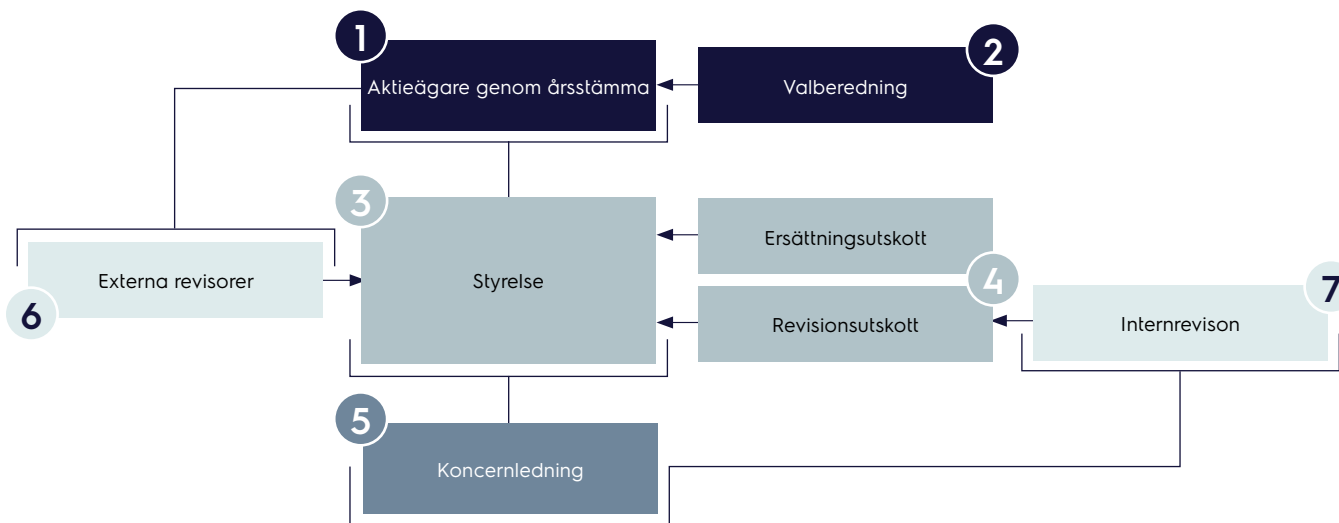 1
Aktieägare genom årsstämma
2
Valberedning
3
Styrelse
Ersättningsutskott
4
Revisionsutskott
Externa revisorer
6
7
Internrevison
5
Koncernledning